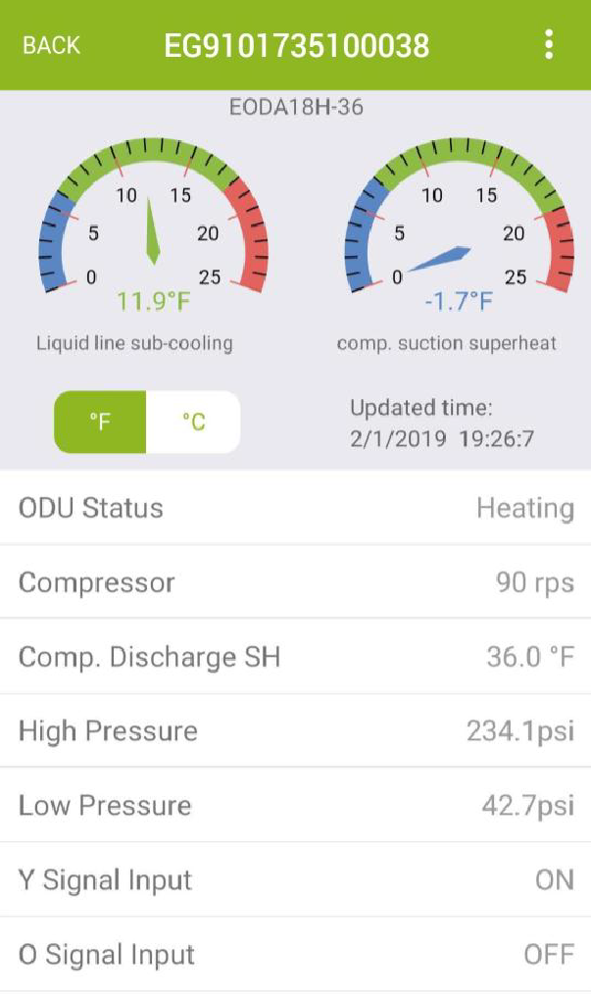 BACK EG9101735100038
EODA18H-36
0 5 10 15 20 25
0 5 10 15 20 25
11.9°F -1.7°F
Liquid line sub-cooling comp. suction superheat
°F °C
Updated time:
2/1/2019 19:26:7
ODU Status Heating
Compressor 90 rps
Comp. Discharge SH 36.0 °F
High Pressure 234.1psi
Low Pressure 42.7psi
Y Signal Input ON
O Signal Input OFF